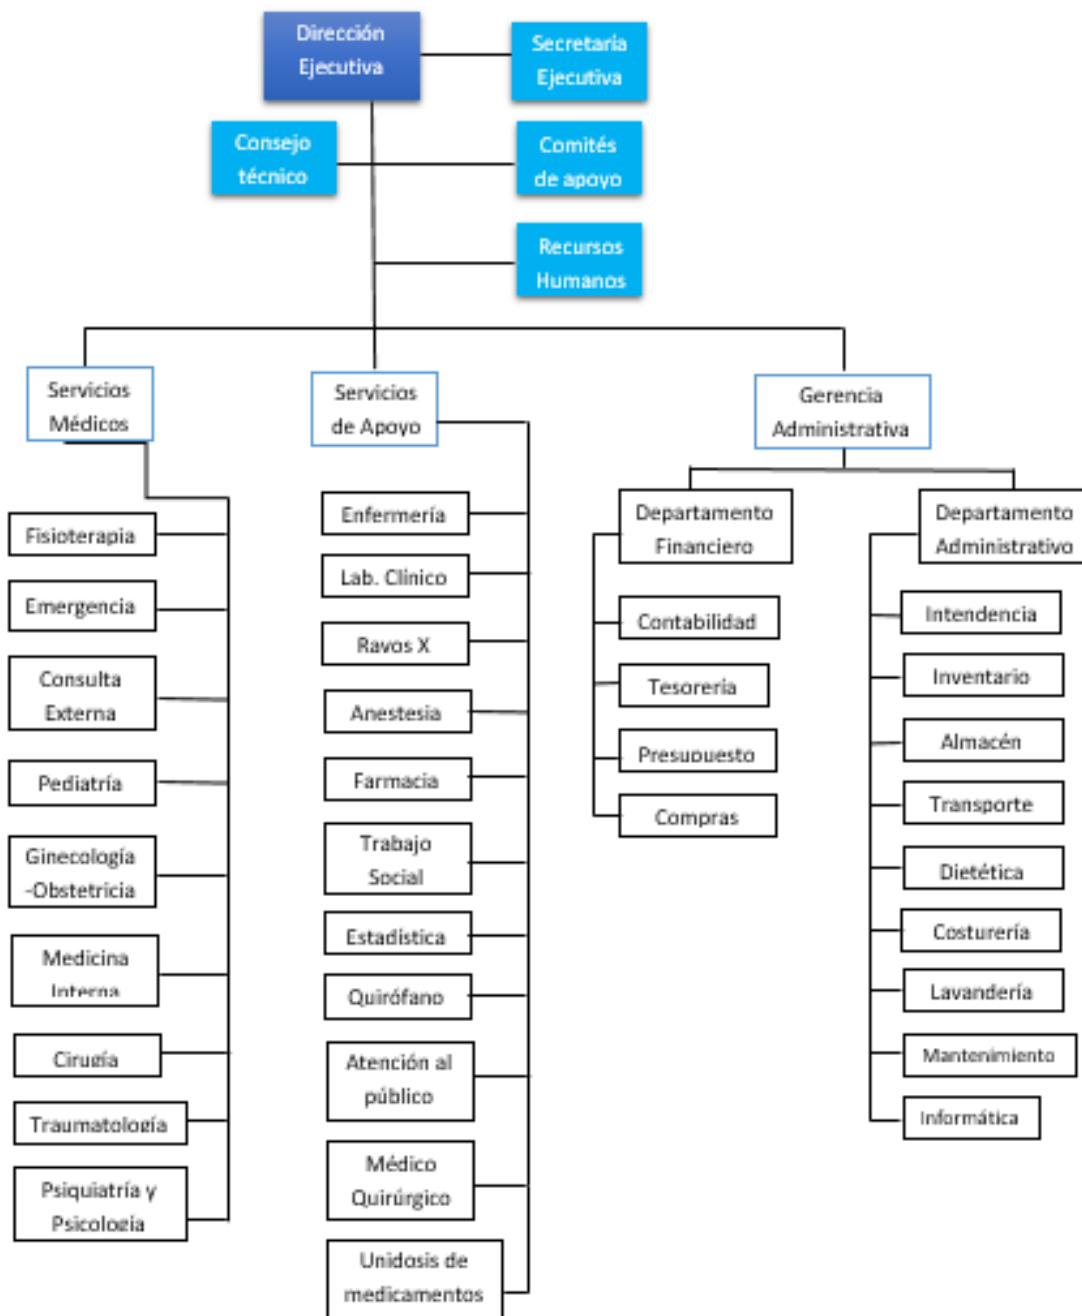 Dirección
Ejecutiva
Secretaria
Ejecutiva
Consejo
técnico
Comités
de apoyo
Recursos
Humanos
Servicios
Médicos
Servicios
de Apoyo
Gerencia
Administrativa
Fisioterapia
Emergencia
Consulta
Externa
Pediatría
Ginecología
-Obstetricia
Medicina
Interna
Cirugía
Traumatología
Psiquiatría y
Psicología
Enfermería
Lab. Clínico
Rayos X
Anestesia
Farmacia
Trabajo
Social
Estadística
Quirófano
Atención al
público
Médico
Quirúrgico
Unidosis de
medicamentos
Departamento
Financiero
Contabilidad
Tesorería
Presupuesto
Compras
Departamento
Administrativo
Intendencia
Inventario
Almacén
Transporte
Dietética
Costurería
Lavandería
Mantenimiento
Informática